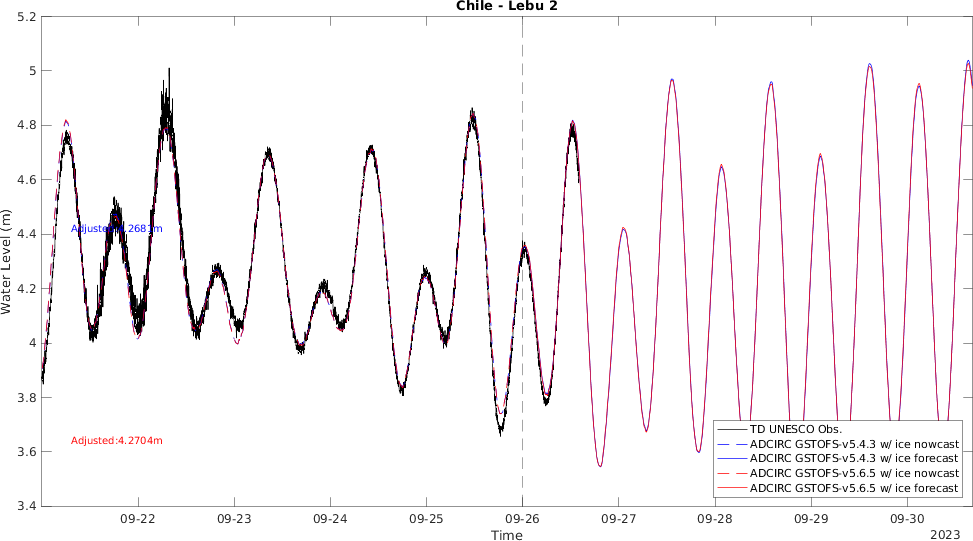 Chile - Lebu 2
5.2
5
4.8
4.6
4.4
4.2
4
3.8
3.6
3.4
Water Level (m)
Adjusted:4.2704m
TD UNESCO Obs.
ADCIRC GSTOFS-v5.4.3 w/ ice nowcast
ADCIRC GSTOFS-v5.4.3 w/ ice forecast
ADCIRC GSTOFS-v5.6.5 w/ ice nowcast
ADCIRC GSTOFS-v5.6.5 w/ ice forecast
09-22 09-23 09-24 09-25 09-26 09-27 09-28 09-29 09-30
Time
2023